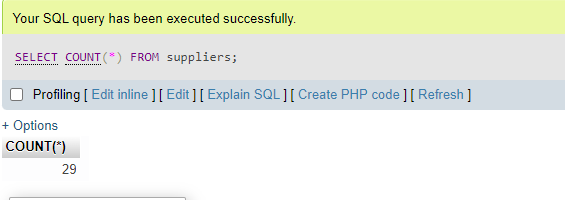 Your SQL query has been executed successfully.
SELECT COUNT(*) FROM suppliers;
Profiling [ Edit inline ] [ Edit ] [ Explain SQL ] [ Create PHP code ] [ Refresh ]
+ Options
COUNT(*)
29